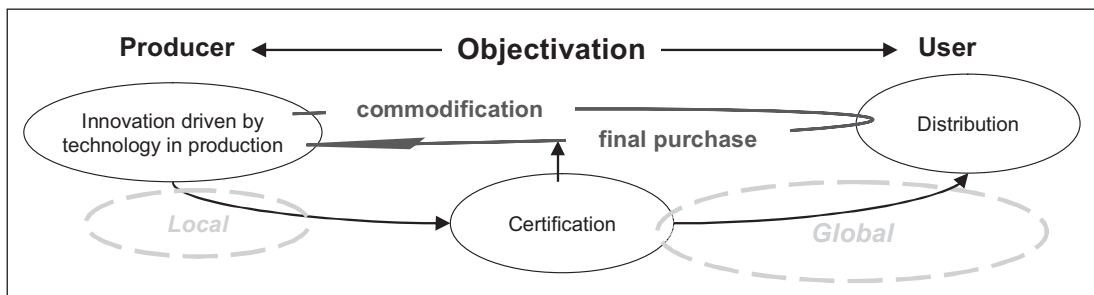 Producer Objectivation User
commodification
Innovation driven by
technology in production
Distribution
final purchase
Local
Certification
Global